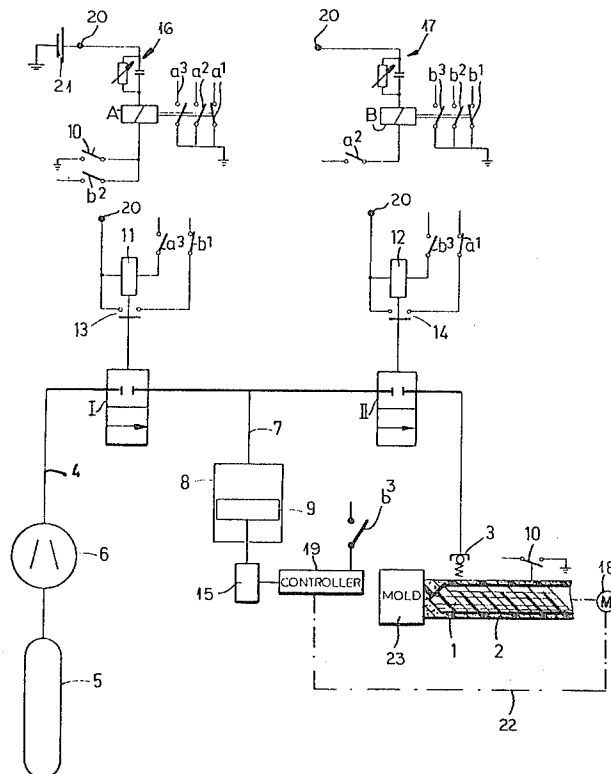 20 16 20 17
21
a³ a² a¹ b³ b² b¹
A B
10 a²
b²
20 20
11 a³ b¹ 12 b³ a¹
13 14
I II
4 7
8 9 b³ 3 10
6 19 18
15 CONTROLLER MOLD M
23 1 2
5 22